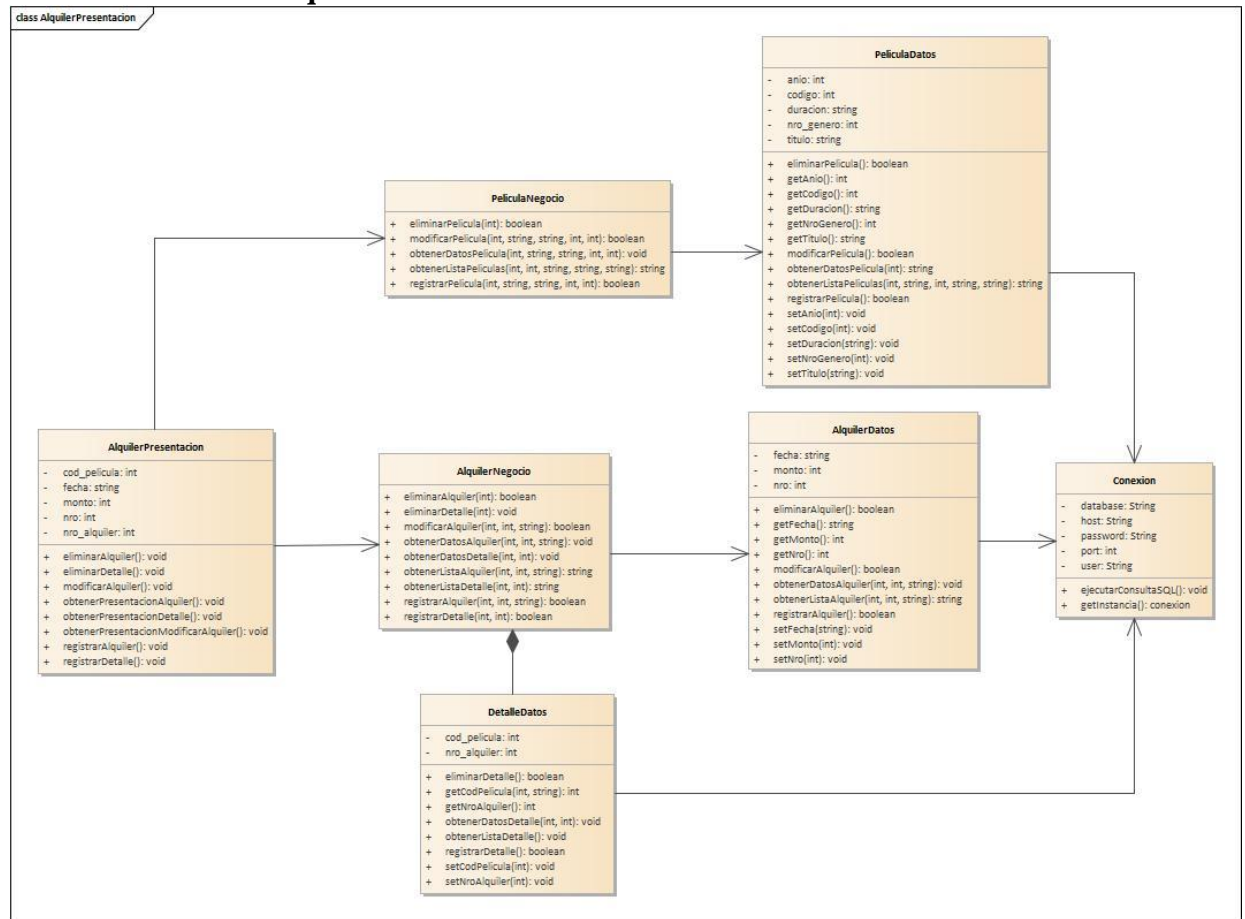 class AlquilerPresentacion
PeliculaDatos
- anio: int
- codigo: int
- duracion: string
- nro_genero: int
- titulo: string
+ eliminarPelicula(): boolean
+ getAnio(): int
+ getCodigo(): int
+ getDuracion(): string
+ getNroGenero(): int
+ getTitulo(): string
+ modificarPelicula(): boolean
+ obtenerDatosPelicula(int): string
+ obtenerListaPeliculas(int, string, int, string, string): string
+ registrarPelicula(): boolean
+ setAnio(int): void
+ setCodigo(int): void
+ setDuracion(string): void
+ setNroGenero(int): void
+ setTitulo(string): void
PeliculaNegocio
+ eliminarPelicula(int): boolean
+ modificarPelicula(int, string, string, int, int): boolean
+ obtenerDatosPelicula(int, string, string, int, int): void
+ obtenerListaPeliculas(int, int, string, string, string): string
+ registrarPelicula(int, string, string, int, int): boolean
AlquilerPresentacion
- cod_pelicula: int
- fecha: string
- monto: int
- nro: int
- nro_alquiler: int
+ eliminarAlquiler(): void
+ eliminarDetalle(): void
+ modificarAlquiler(): void
+ obtenerPresentacionAlquiler(): void
+ obtenerPresentacionDetalle(): void
+ obtenerPresentacionModificarAlquiler(): void
+ registrarAlquiler(): void
+ registrarDetalle(): void
AlquilerNegocio
+ eliminarAlquiler(int): boolean
+ eliminarDetalle(int): void
+ modificarAlquiler(int, int, string): boolean
+ obtenerDatosAlquiler(int, int, string): void
+ obtenerDatosDetalle(int, int): void
+ obtenerListaAlquiler(int, int, string): string
+ obtenerListaDetalle(int, int): string
+ registrarAlquiler(int, int, string): boolean
+ registrarDetalle(int, int): boolean
AlquilerDatos
- fecha: string
- monto: int
- nro: int
+ eliminarAlquiler(): boolean
+ getFecha(): string
+ getMonto(): int
+ getNro(): int
+ modificarAlquiler(): boolean
+ obtenerDatosAlquiler(int, int, string): void
+ obtenerListaAlquiler(int, int, string): string
+ registrarAlquiler(): boolean
+ setFecha(string): void
+ setMonto(int): void
+ setNro(int): void
Conexion
- database: String
- host: String
- password: String
- port: int
- user: String
+ ejecutarConsultaSQL(): void
+ getInstancia(): conexion
DetalleDatos
- cod_pelicula: int
- nro_alquiler: int
+ eliminarDetalle(): boolean
+ getCodPelicula(int, string): int
+ getNroAlquiler(): int
+ obtenerDatosDetalle(int, int): void
+ obtenerListaDetalle(): void
+ registrarDetalle(): boolean
+ setCodPelicula(int): void
+ setNroAlquiler(int): void